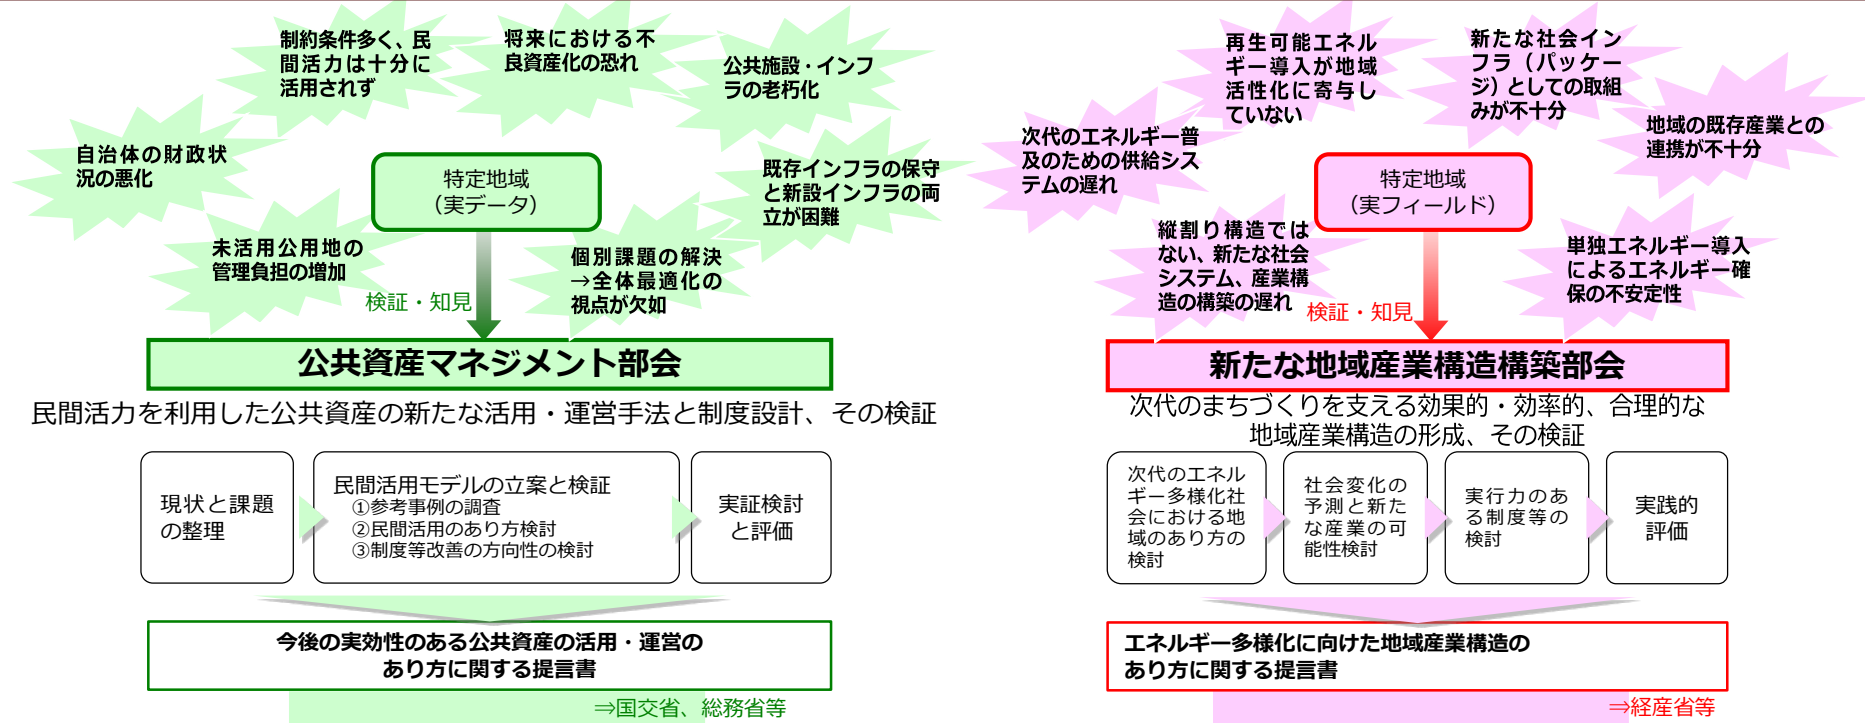 制約条件多く、民
間活力は十分に
活用されず
将来における不
良資産化の恐れ
公共施設・インフ
ラの老朽化
自治体の財政状
況の悪化
特定地域
（実データ）
既存インフラの保守
と新設インフラの両
立が困難
未活用公用地の
管理負担の増加
個別課題の解決
→全体最適化の
視点が欠如
検証・知見
公共資産マネジメント部会
民間活力を利用した公共資産の新たな活用・運営手法と制度設計、その検証
現状と課題
の整理
民間活用モデルの立案と検証
①参考事例の調査
②民間活用のあり方検討
③制度等改善の方向性の検討
実証検討
と評価
今後の実効性のある公共資産の活用・運営の
あり方に関する提言書
⇒国交省、総務省等
再生可能エネル
ギー導入が地域
活性化に寄与し
ていない
新たな社会イン
フラ（パッケー
ジ）としての取組
みが不十分
次代のエネルギー普
及のための供給シス
テムの遅れ
地域の既存産業との
連携が不十分
特定地域
（実フィールド）
縦割り構造では
ない、新たな社会
システム、産業構
造の構築の遅れ
単独エネルギー導入
によるエネルギー確
保の不安定性
検証・知見
新たな地域産業構造構築部会
次代のまちづくりを支える効果的・効率的、合理的な
地域産業構造の形成、その検証
次代のエネル
ギー多様化社
会における地
域のあり方の
検討
社会変化の
予測と新た
な産業の可
能性検討
実行力のあ
る制度等の
検討
実践的
評価
エネルギー多様化に向けた地域産業構造の
あり方に関する提言書
⇒経産省等